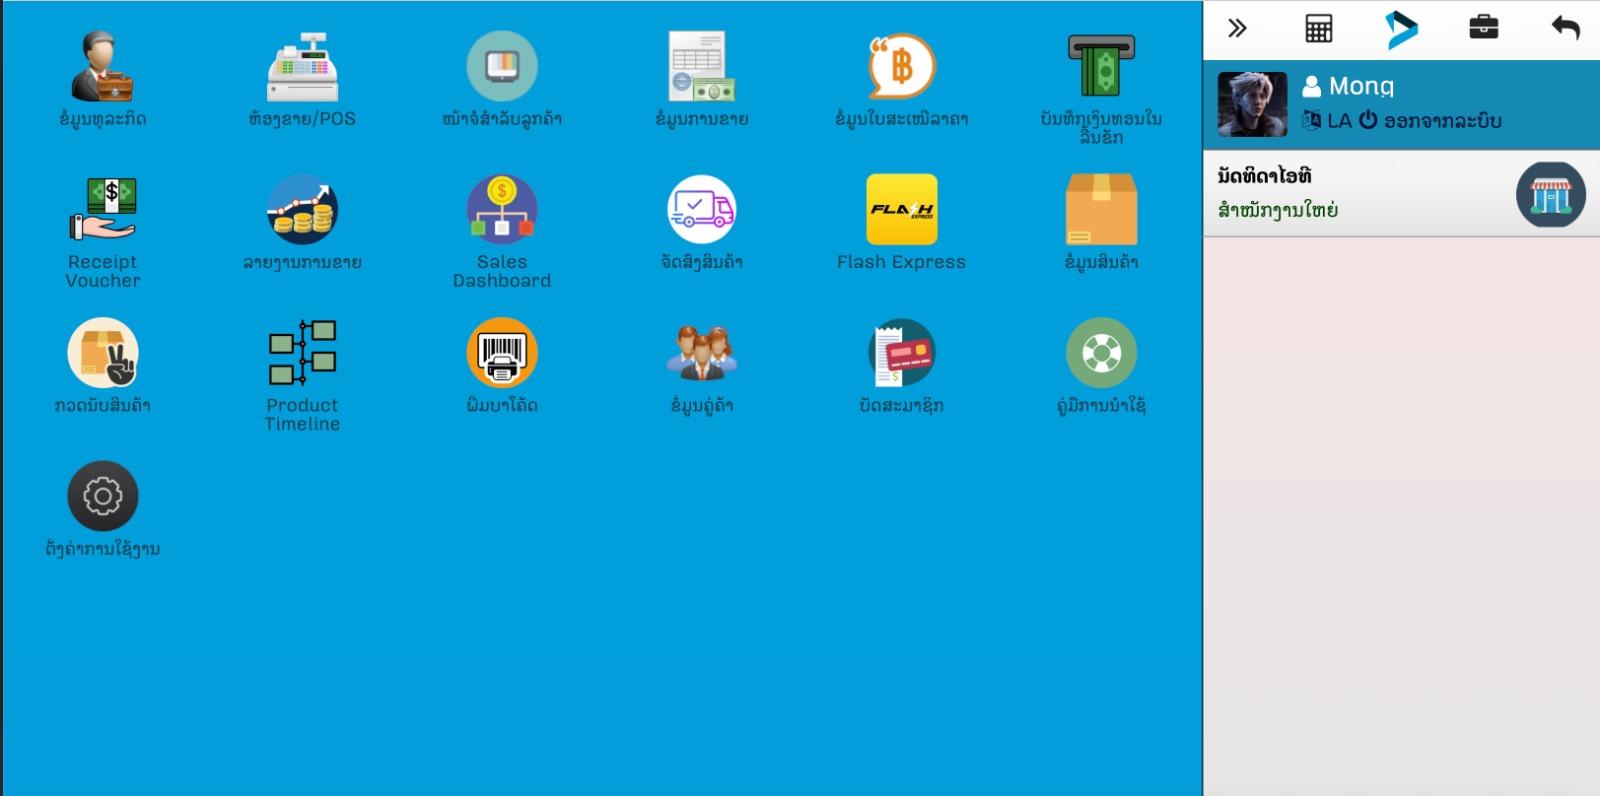 Mong
LA ອອກຈາກລະບົບ
ນັດທິດາໄອທີ
ສຳໜັກງານໃຫຍ່
ຂໍ້ມູນທຸລະກິດ
ຫ້ອງຂາຍ/POS
ໜ້າຈໍສຳລັບລູກຄ້າ
ຂໍ້ມູນການຂາຍ
ຂໍ້ມູນໃບສະເໜີລາຄາ
ບັນທຶກເງິນທອນໃນ
ລິ້ນຊັກ
Receipt
Voucher
ລາຍງານການຂາຍ
Sales
Dashboard
ຈັດສົ່ງສິນຄ້າ
FLASH
EXPRESS
Flash Express
ຂໍ້ມູນສິນຄ້າ
ກວດນັບສິນຄ້າ
Product
Timeline
ພິມບາໂຄ້ດ
ຂໍ້ມູນຄູ່ຄ້າ
ບັດສະມາຊິກ
ຄູ່ມືການນຳໃຊ້
ຕັ້ງຄ່າການໃຊ້ງານ